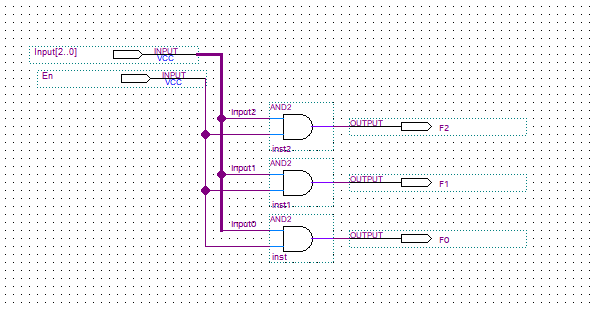 Input[2..0]
INPUT
VCC
En
INPUT
VCC
AND2
Input2
OUTPUT
F2
inst2
AND2
Input1
OUTPUT
F1
inst1
AND2
Input0
OUTPUT
F0
inst